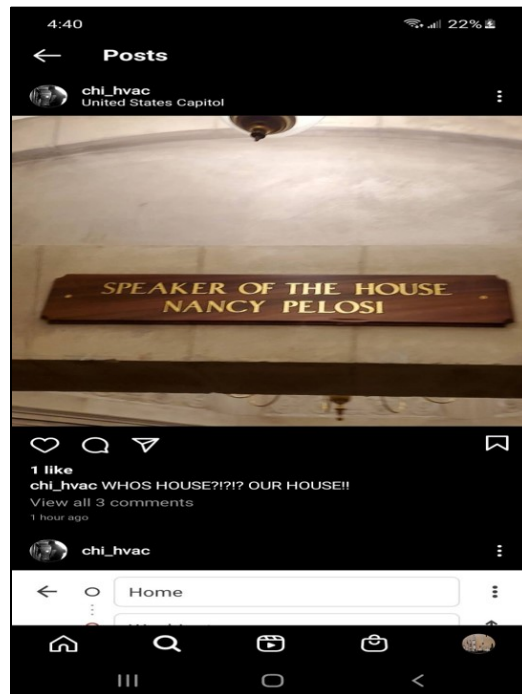 4:40 22%
Posts
chi_hvac
United States Capitol
SPEAKER OF THE HOUSE
NANCY PELOSI
1 like
chi_hvac WHOS HOUSE?!?!? OUR HOUSE!!
View all 3 comments
1 hour ago
chi_hvac
Home